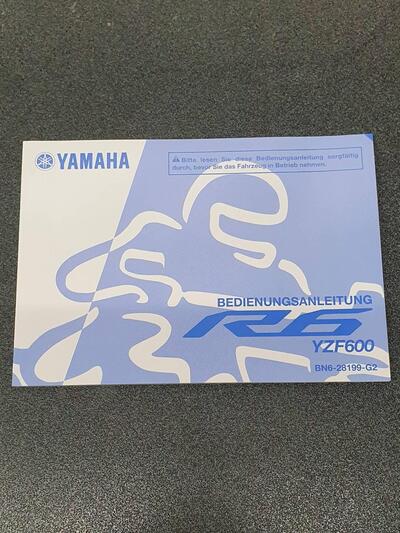 YAMAHA
⚠ Bitte lesen Sie diese Bedienungsanleitung sorgfältig
durch, bevor Sie das Fahrzeug in Betrieb nehmen.
BEDIENUNGSANLEITUNG
R6
YZF600
BN6-28199-G2